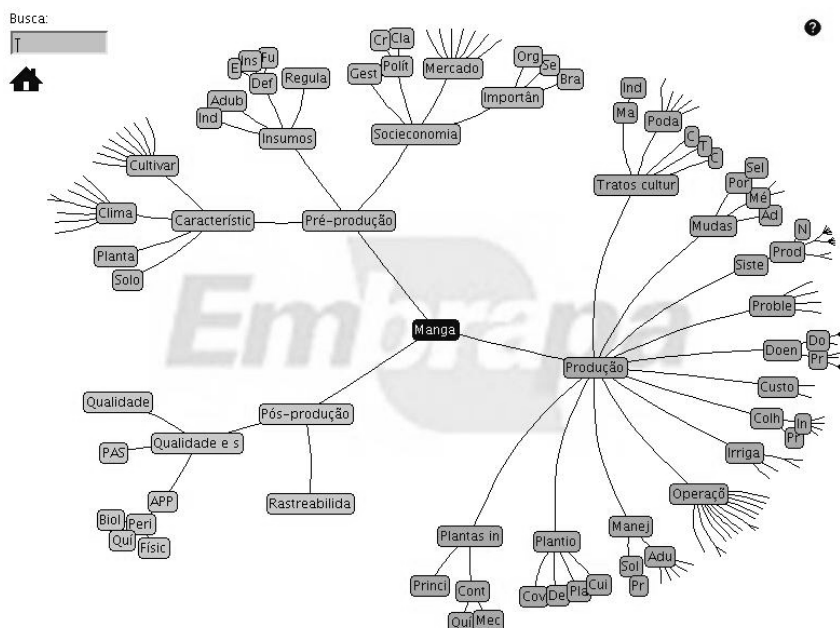 Busca:
?
Cr
Cla
Gest
Polít
Mercado
Org
Se
Bra
Importân
Socieconomia
E
Ins
Fu
Def
Regula
Adub
Ind
Insumos
Cultivar
Clima
Planta
Solo
Característic
Pré-produção
Ind
Ma
Poda
C
T
C
Tratos cultur
Sel
Por
Mé
Ad
Mudas
N
Prod
Siste
Proble
Do
Pr
Doen
Custo
In
Colh
Pr
Irriga
Operaçõ
Embrapa
Manga
Produção
Qualidade
Pós-produção
Qualidade e s
PAS
APP
Biol
Peri
Quí
Físic
Rastreabilida
Plantas in
Princi
Cont
Quí
Mec
Plantio
Cov
De
Pla
Cui
Manej
Sol
Pr
Adu